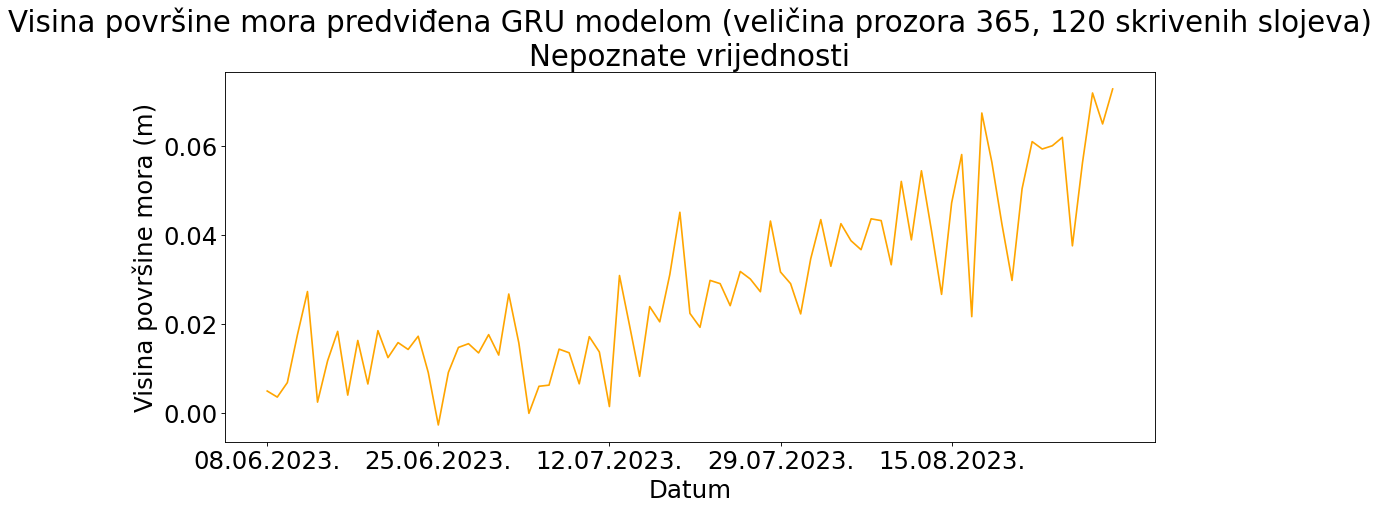 Visina površine mora predviđena GRU modelom (veličina prozora 365, 120 skrivenih slojeva)
Nepoznate vrijednosti
Visina površine mora (m)
0.06
0.04
0.02
0.00
08.06.2023. 25.06.2023. 12.07.2023. 29.07.2023. 15.08.2023.
Datum